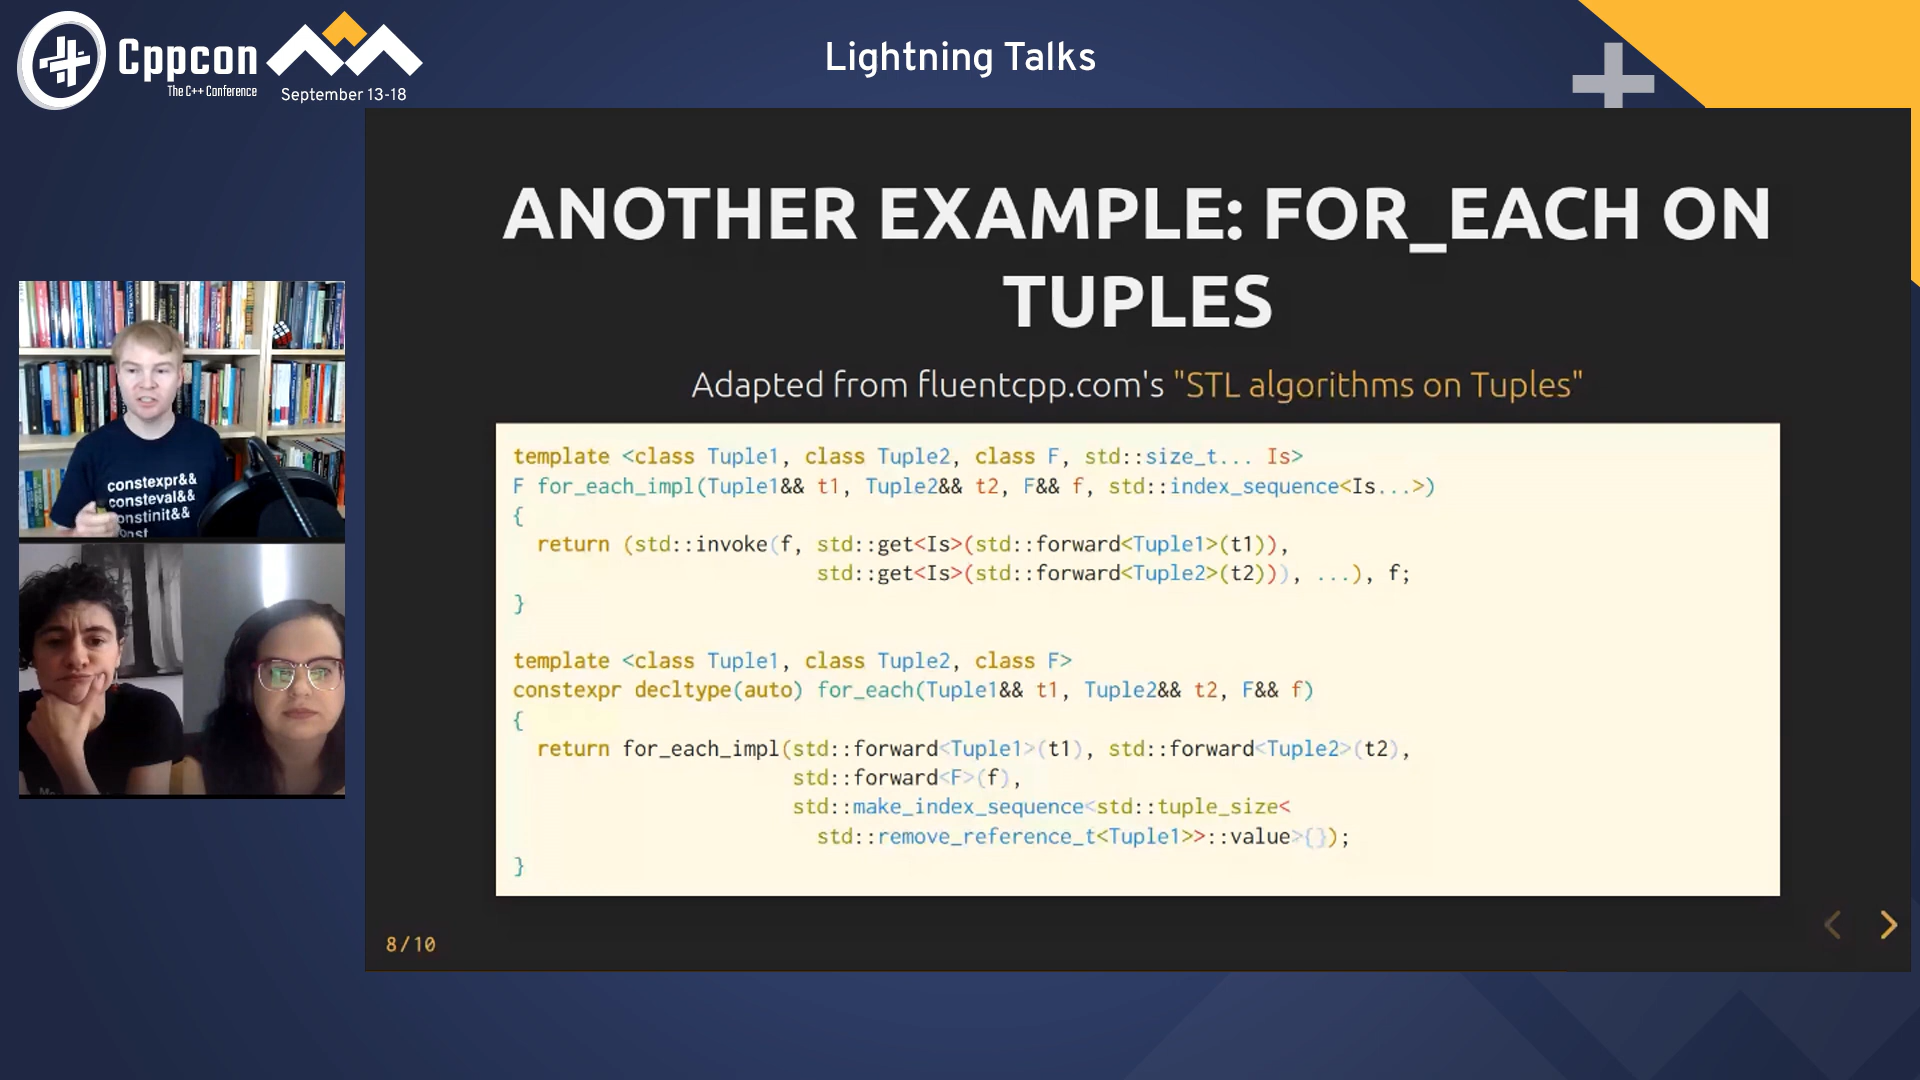 Cppcon
The C++ Conference
September 13-18
Lightning Talks
ANOTHER EXAMPLE: FOR_EACH ON
TUPLES
Adapted from fluentcpp.com's "STL algorithms on Tuples"
template <class Tuple1, class Tuple2, class F, std::size_t... Is>
F for_each_impl(Tuple1&& t1, Tuple2&& t2, F&& f, std::index_sequence<Is...>)
{
return (std::invoke(f, std::get<Is>(std::forward<Tuple1>(t1)),
std::get<Is>(std::forward<Tuple2>(t2))), ...), f;
}
template <class Tuple1, class Tuple2, class F>
constexpr decltype(auto) for_each(Tuple1&& t1, Tuple2&& t2, F&& f)
{
return for_each_impl(std::forward<Tuple1>(t1), std::forward<Tuple2>(t2),
std::forward<F>(f),
std::make_index_sequence<std::tuple_size<
std::remove_reference_t<Tuple1>>::value>{});
}
8/10
constexpr&&
consteval&&